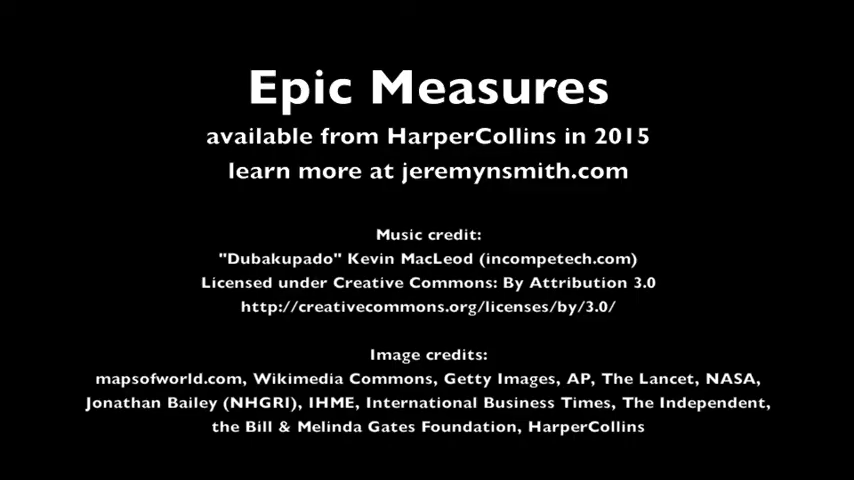 Epic Measures
available from HarperCollins in 2015
learn more at jeremynsmith.com
Music credit:
"Dubakupado" Kevin MacLeod (incompetech.com)
Licensed under Creative Commons: By Attribution 3.0
http://creativecommons.org/licenses/by/3.0/
Image credits:
mapsofworld.com, Wikimedia Commons, Getty Images, AP, The Lancet, NASA,
Jonathan Bailey (NHGRI), IHME, International Business Times, The Independent,
the Bill & Melinda Gates Foundation, HarperCollins